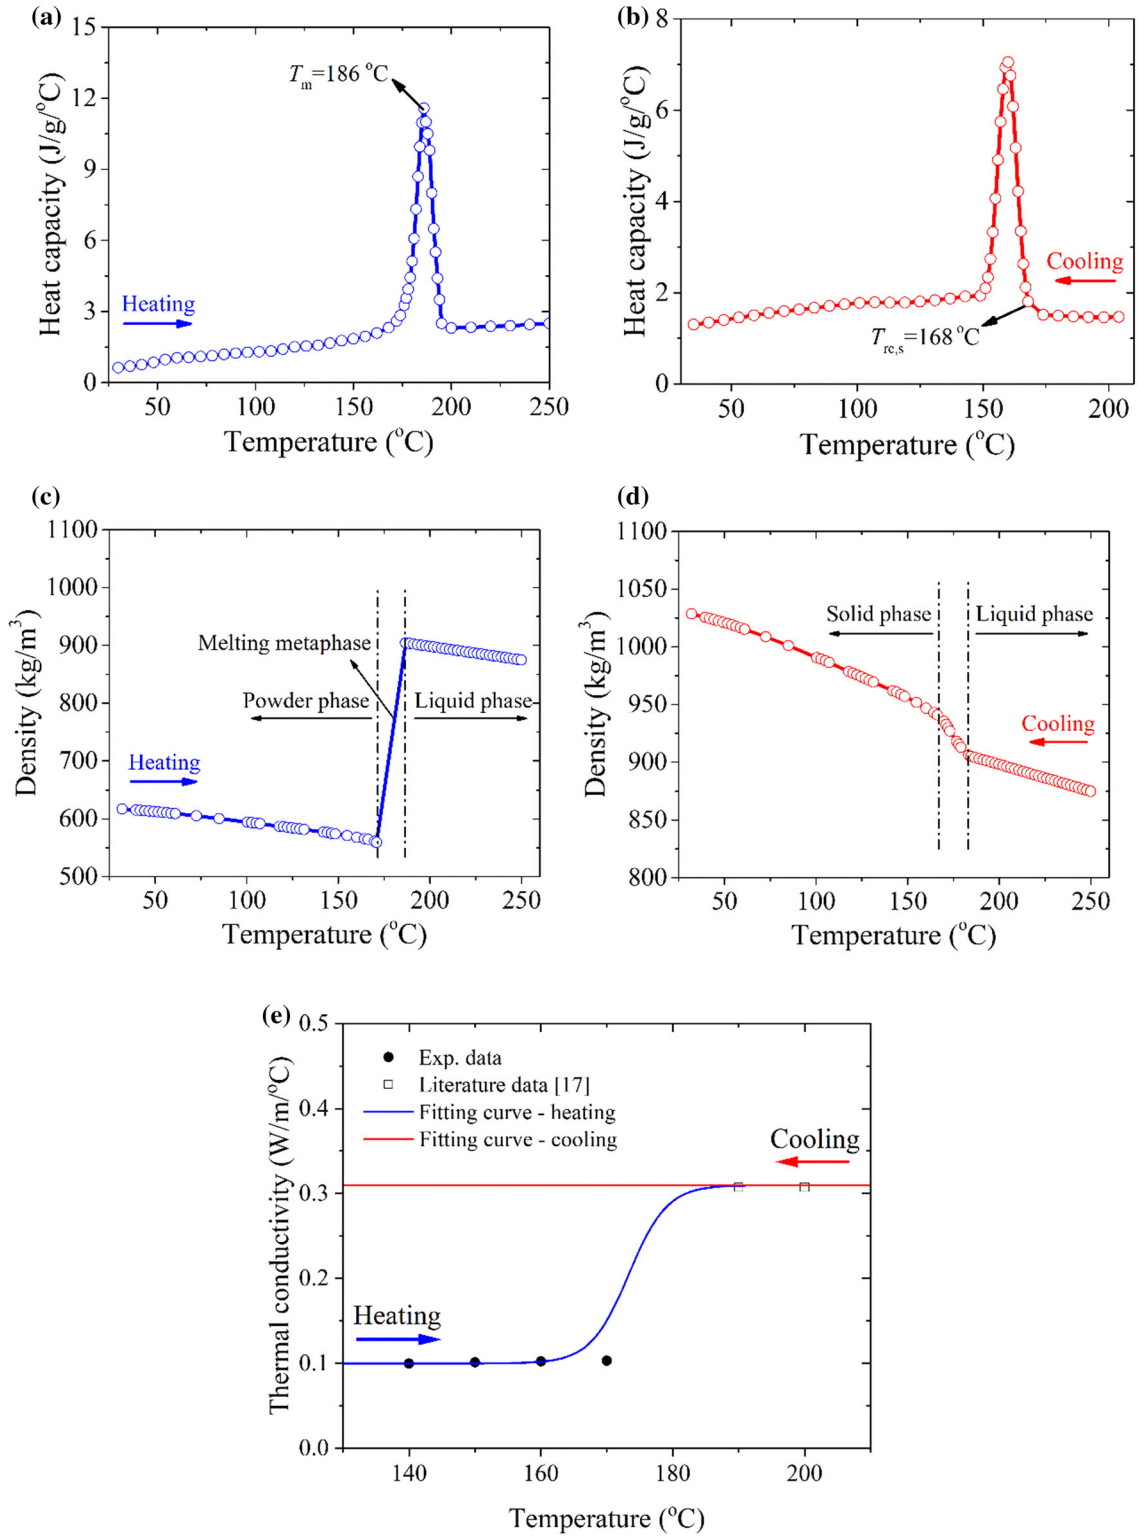 (a)
15
12
9
6
3
0
Heat capacity (J/g/°C)
T_m=186 °C
Heating
50
100
150
200
250
Temperature (°C)
(b)
8
6
4
2
0
Heat capacity (J/g/°C)
Cooling
T_rc,s=168 °C
50
100
150
200
Temperature (°C)
(c)
1100
1000
900
800
700
600
500
Density (kg/m³)
Melting metaphase
Powder phase
Liquid phase
Heating
50
100
150
200
250
Temperature (°C)
(d)
1100
1050
1000
950
900
850
800
Density (kg/m³)
Solid phase
Liquid phase
Cooling
50
100
150
200
250
Temperature (°C)
(e)
0.5
0.4
0.3
0.2
0.1
0.0
Thermal conductivity (W/m/°C)
Exp. data
Literature data [17]
Fitting curve - heating
Fitting curve - cooling
Cooling
Heating
140
160
180
200
Temperature (°C)